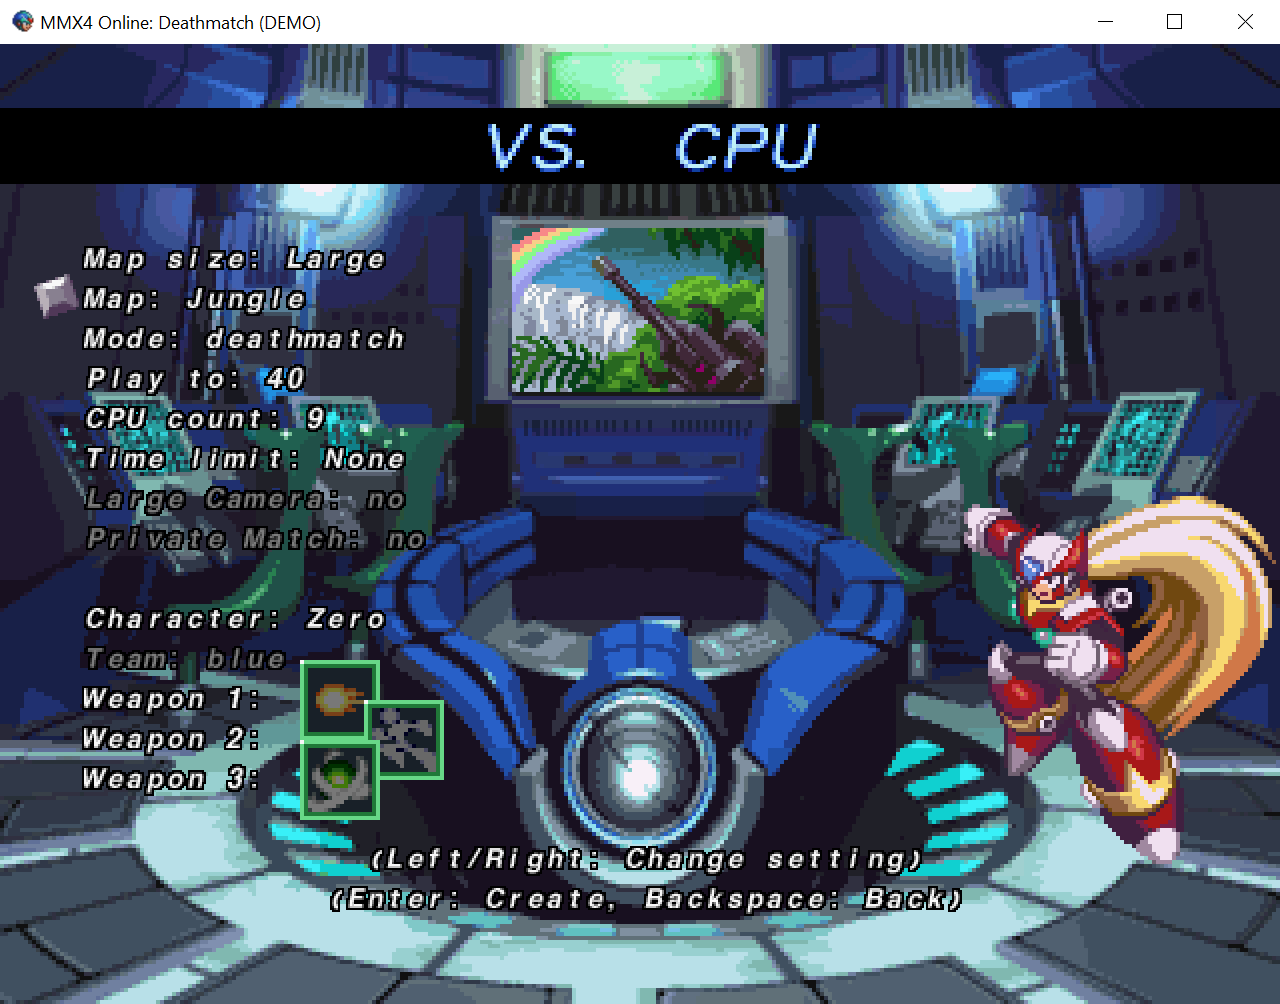 MMX4 Online: Deathmatch (DEMO)
VS. CPU
Map size: Large
Map: Jungle
Mode: deathmatch
Play to: 40
CPU count: 9
Time limit: None
Large Camera: no
Private Match: no
Character: Zero
Team: blue
Weapon 1:
Weapon 2:
Weapon 3:
(Left/Right: Change setting)
(Enter: Create, Backspace: Back)